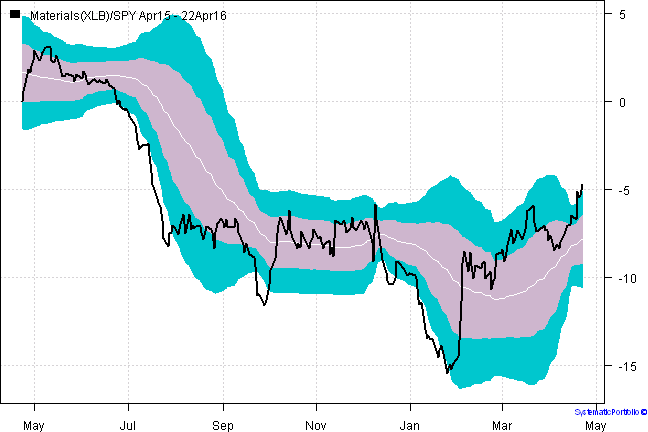 Materials(XLB)/SPY Apr15 - 22Apr16
5
0
-5
-10
-15
SystematicPortfolio ©
May Jul Sep Nov Jan Mar May